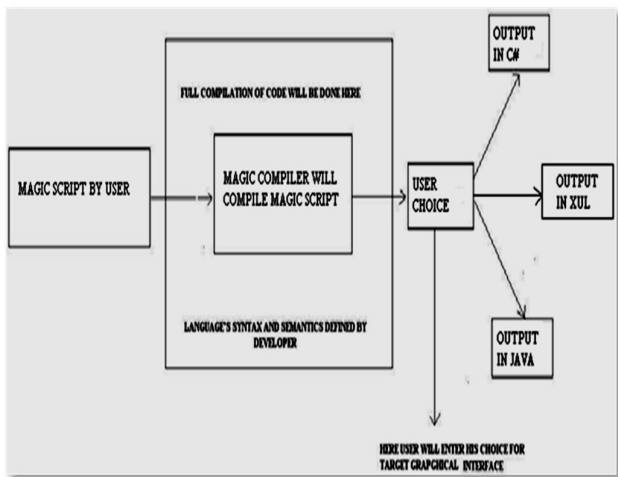 MAGIC SCRIPT BY USER
FULL COMPILATION OF CODE WILL BE DONE HERE
MAGIC COMPILER WILL
COMPILE MAGIC SCRIPT
LANGUAGE'S SYNTAX AND SEMANTICS DEFINED BY
DEVELOPER
USER
CHOICE
OUTPUT
IN C#
OUTPUT
IN XUL
OUTPUT
IN JAVA
HERE USER WILL ENTER HIS CHOICE FOR
TARGET GRAPGHICAL INTERFACE